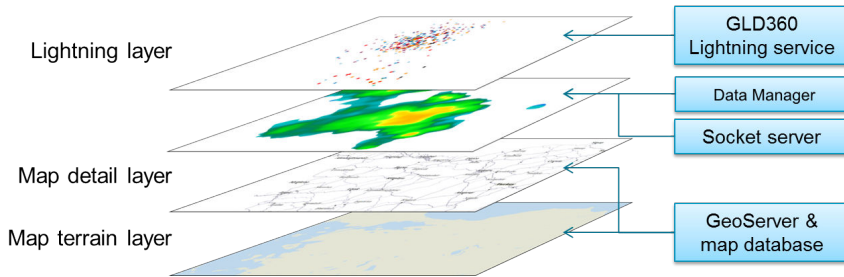 Lightning layer
GLD360
Lightning service
Data Manager
Socket server
Map detail layer
Map terrain layer
GeoServer &
map database